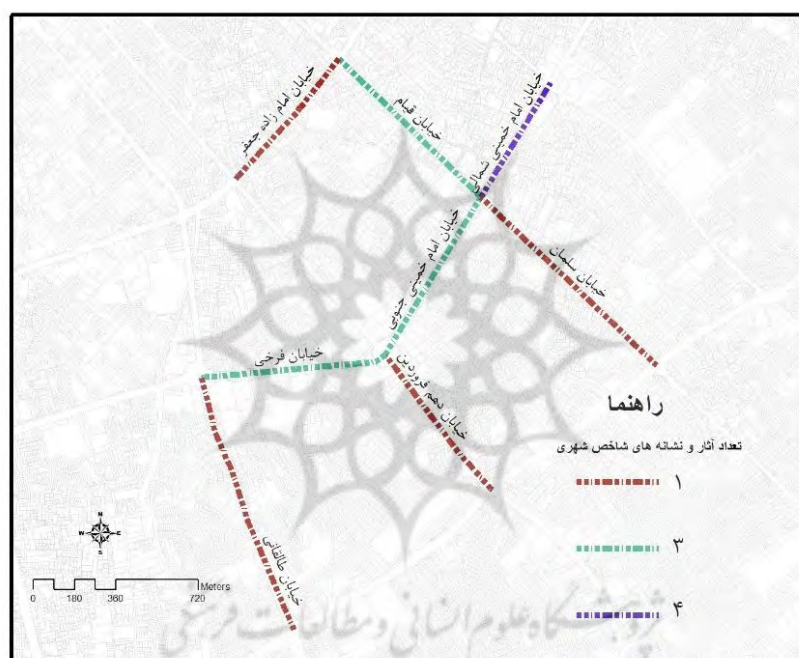 خیابان امام زاده جعفر
خیابان قیام
خیابان امام خمینی شمالی
خیابان امام خمینی جنوبی
خیابان سلمان
خیابان فرخی
خیابان دهم فروردین
خیابان طالقانی
راهنما
تعداد آثار و نشانه های شاخص شهری
۱
۳
۴
N
W E
S
Meters
0 180 360 720
پژوهشگاه علوم انسانی و مطالعات فرهنگی